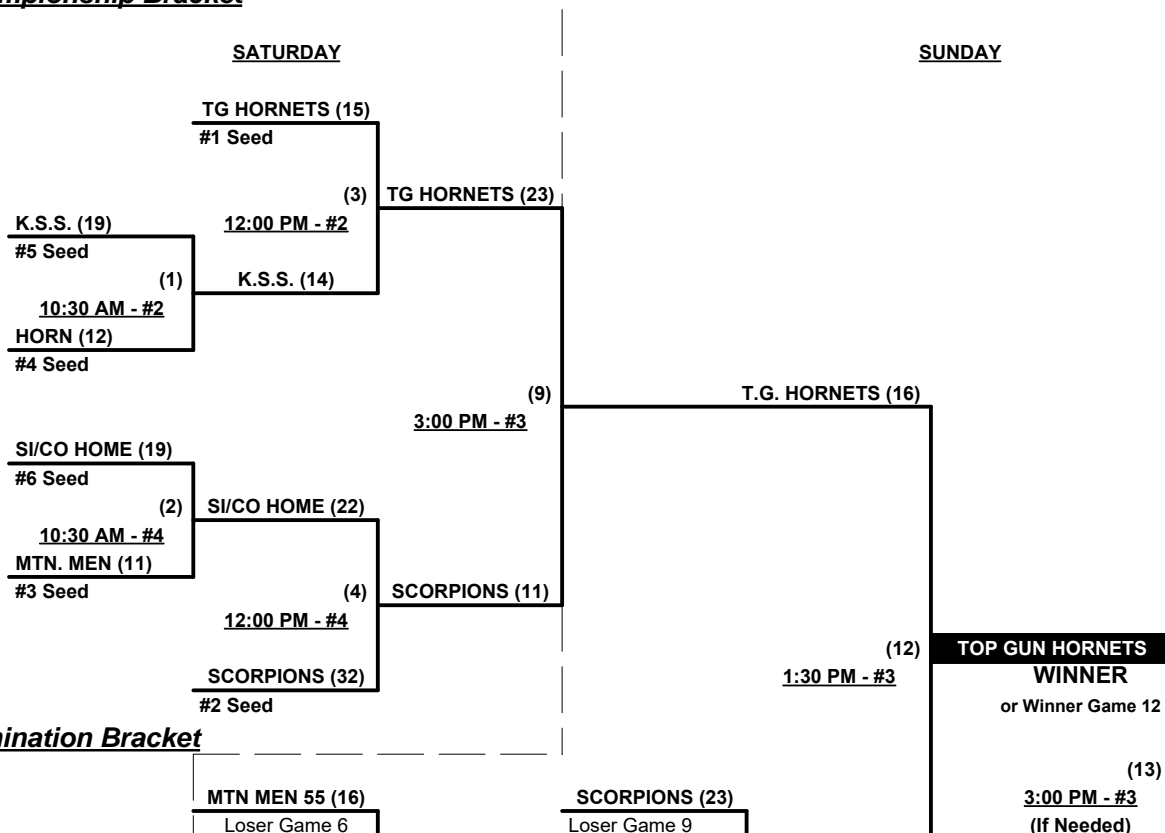 mpionship Bracket
SATURDAY
SUNDAY
TG HORNETS (15)
#1 Seed
(3)
TG HORNETS (23)
K.S.S. (19)
12:00 PM - #2
#5 Seed
(1)
K.S.S. (14)
10:30 AM - #2
HORN (12)
#4 Seed
(9)
T.G. HORNETS (16)
3:00 PM - #3
SI/CO HOME (19)
#6 Seed
(2)
SI/CO HOME (22)
10:30 AM - #4
MTN. MEN (11)
#3 Seed
(4)
SCORPIONS (11)
12:00 PM - #4
(12)
TOP GUN HORNETS
SCORPIONS (32)
1:30 PM - #3
WINNER
#2 Seed
or Winner Game 12
ination Bracket
(13)
MTN MEN 55 (16)
SCORPIONS (23)
3:00 PM - #3
Loser Game 6
Loser Game 9
(If Needed)